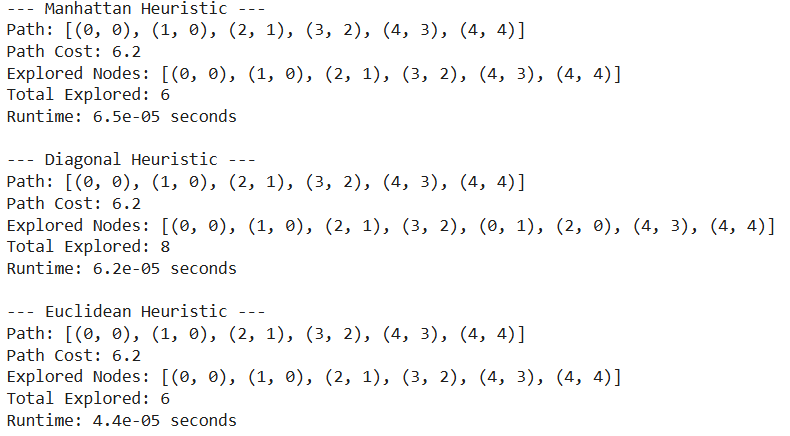 --- Manhattan Heuristic ---
Path: [(0, 0), (1, 0), (2, 1), (3, 2), (4, 3), (4, 4)]
Path Cost: 6.2
Explored Nodes: [(0, 0), (1, 0), (2, 1), (3, 2), (4, 3), (4, 4)]
Total Explored: 6
Runtime: 6.5e-05 seconds

--- Diagonal Heuristic ---
Path: [(0, 0), (1, 0), (2, 1), (3, 2), (4, 3), (4, 4)]
Path Cost: 6.2
Explored Nodes: [(0, 0), (1, 0), (2, 1), (3, 2), (0, 1), (2, 0), (4, 3), (4, 4)]
Total Explored: 8
Runtime: 6.2e-05 seconds

--- Euclidean Heuristic ---
Path: [(0, 0), (1, 0), (2, 1), (3, 2), (4, 3), (4, 4)]
Path Cost: 6.2
Explored Nodes: [(0, 0), (1, 0), (2, 1), (3, 2), (4, 3), (4, 4)]
Total Explored: 6
Runtime: 4.4e-05 seconds